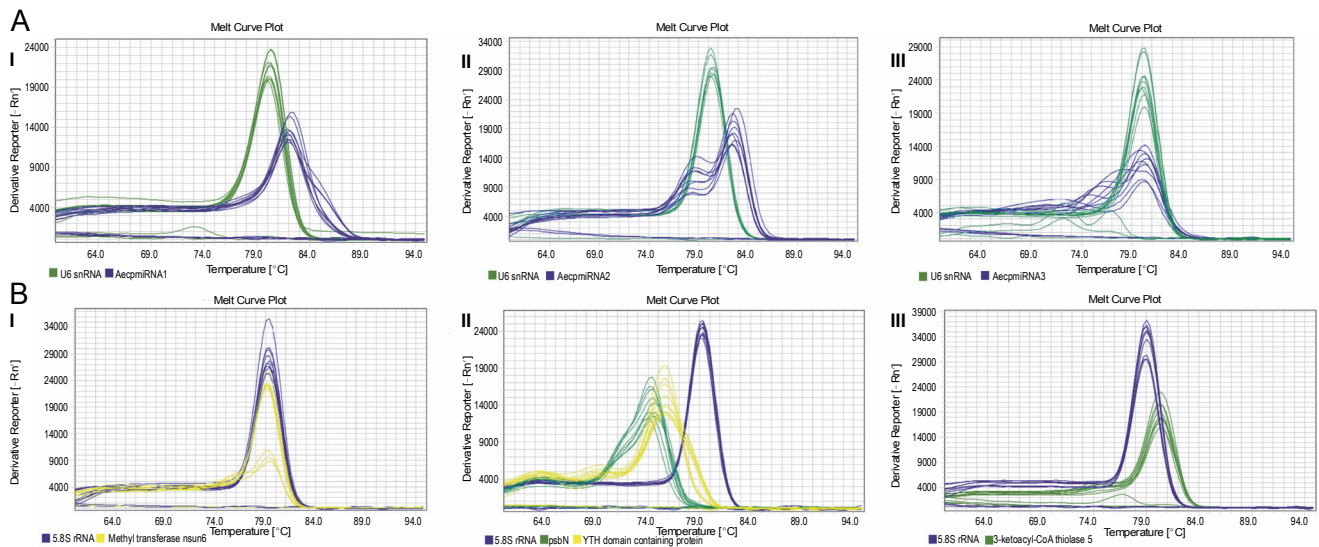 A
I
Melt Curve Plot
Derivative Reporter [-Rn']
24000
19000
14000
9000
4000
64.0 69.0 74.0 79.0 84.0 89.0 94.0
Temperature [°C]
U6 snRNA AecpmiRNA1
II
Melt Curve Plot
Derivative Reporter [-Rn']
34000
29000
24000
19000
14000
9000
4000
64.0 69.0 74.0 79.0 84.0 89.0 94.0
Temperature [°C]
U6 snRNA AecpmiRNA2
III
Melt Curve Plot
Derivative Reporter [-Rn']
29000
24000
19000
14000
9000
4000
64.0 69.0 74.0 79.0 84.0 89.0 94.0
Temperature [°C]
U6 snRNA AecpmiRNA3
B
I
Melt Curve Plot
Derivative Reporter [-Rn']
34000
29000
24000
19000
14000
9000
4000
64.0 69.0 74.0 79.0 84.0 89.0 94.0
Temperature [°C]
5.8S rRNA Methyl transferase nsun6
II
Melt Curve Plot
Derivative Reporter [-Rn']
24000
19000
14000
9000
4000
64.0 69.0 74.0 79.0 84.0 89.0 94.0
Temperature [°C]
5.8S rRNA psbN YTH domain containing protein
III
Melt Curve Plot
Derivative Reporter [-Rn']
39000
34000
29000
24000
19000
14000
9000
4000
64.0 69.0 74.0 79.0 84.0 89.0 94.0
Temperature [°C]
5.8S rRNA 3-ketoacyl-CoA thiolase 5